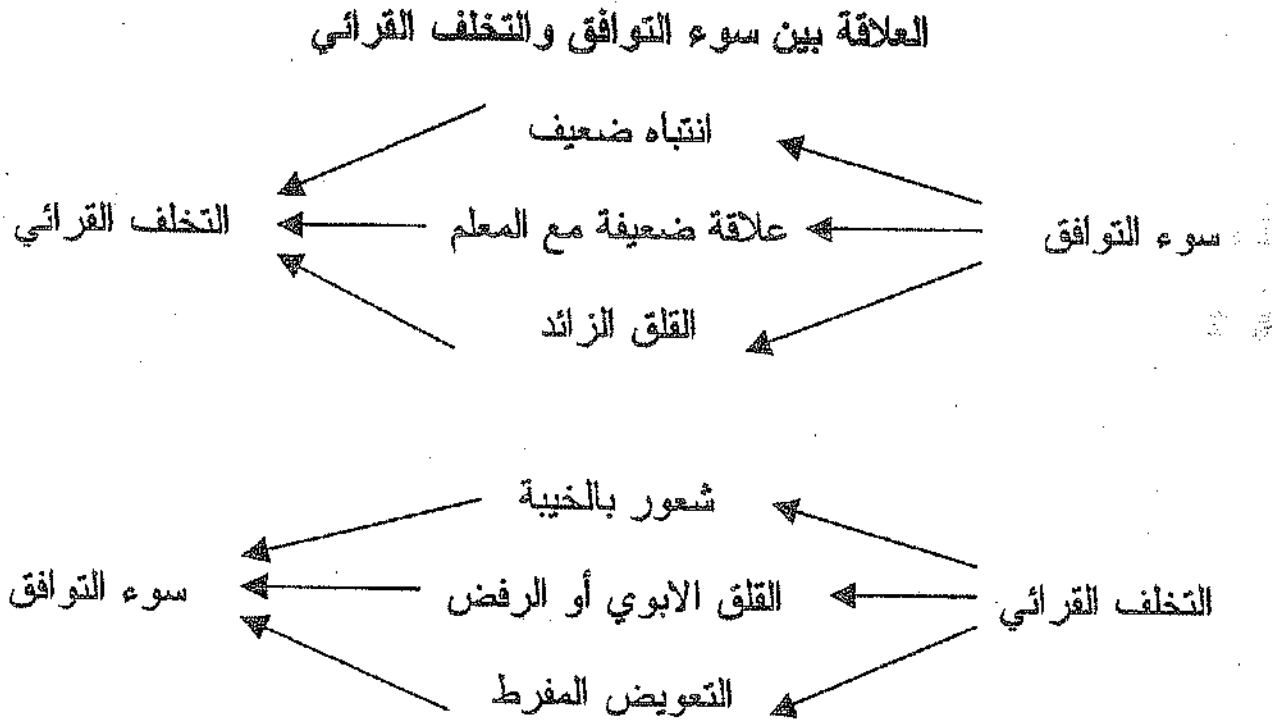 العلاقة بين سوء التوافق والتخلف القرائي
انتباه ضعيف
سوء التوافق
علاقة ضعيفة مع المعلم
التخلف القرائي
القلق الزائد
شعور بالخيبة
التخلف القرائي
القلق الابوي أو الرفض
سوء التوافق
التعويض المفرط